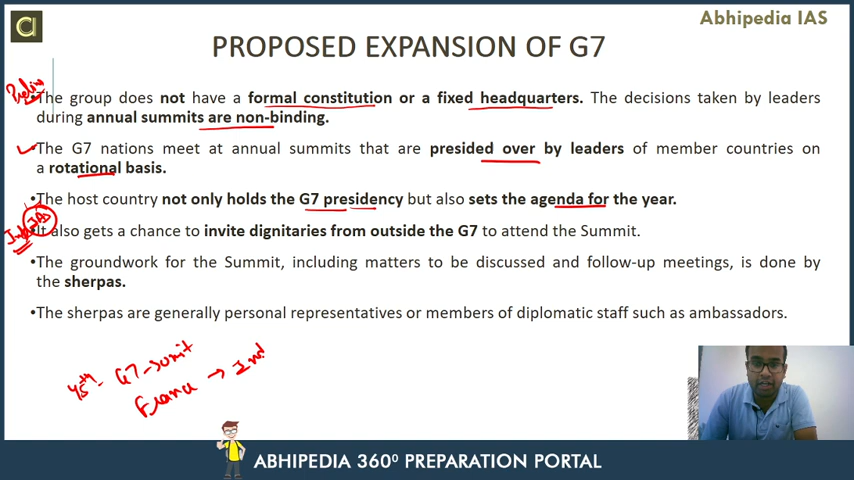 Abhipedia IAS
PROPOSED EXPANSION OF G7
Prelims
•The group does not have a formal constitution or a fixed headquarters. The decisions taken by leaders
during annual summits are non-binding.
The G7 nations meet at annual summits that are presided over by leaders of member countries on
a rotational basis.
•The host country not only holds the G7 presidency but also sets the agenda for the year.
•It also gets a chance to invite dignitaries from outside the G7 to attend the Summit.
•The groundwork for the Summit, including matters to be discussed and follow-up meetings, is done by
the sherpas.
•The sherpas are generally personal representatives or members of diplomatic staff such as ambassadors.
45th- G7-Sumit
France → Ind
ABHIPEDIA 360⁰ PREPARATION PORTAL